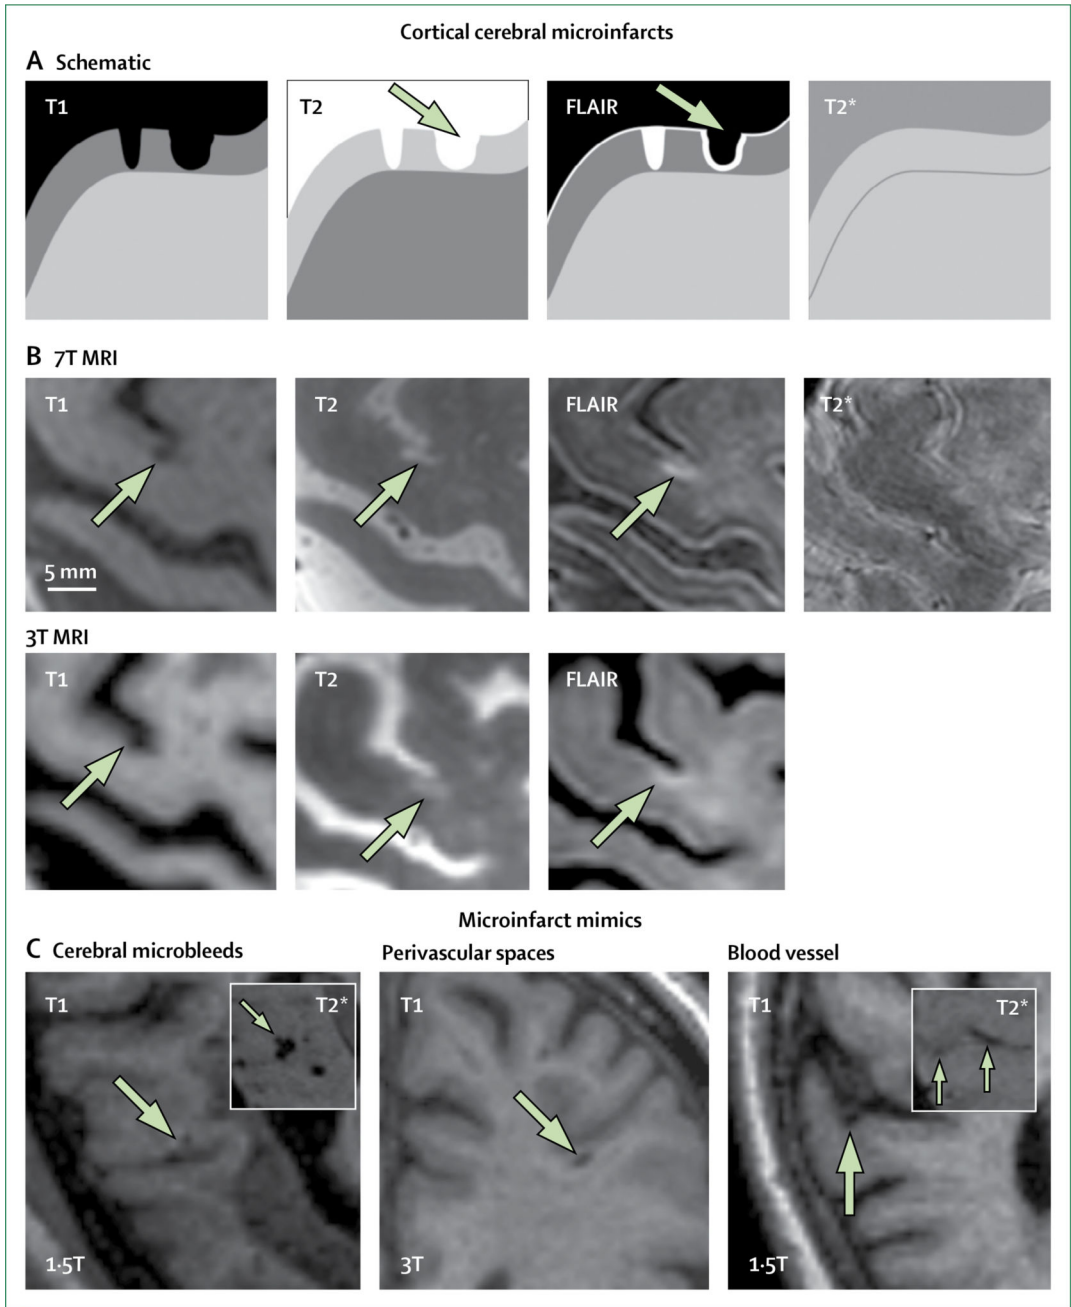 Cortical cerebral microinfarcts
A Schematic
T1
T2
FLAIR
T2*
B 7T MRI
T1
T2
FLAIR
T2*
5 mm
3T MRI
T1
T2
FLAIR
Microinfarct mimics
C Cerebral microbleeds
Perivascular spaces
Blood vessel
T1
T2*
T1
T1
T2*
1·5T
3T
1·5T